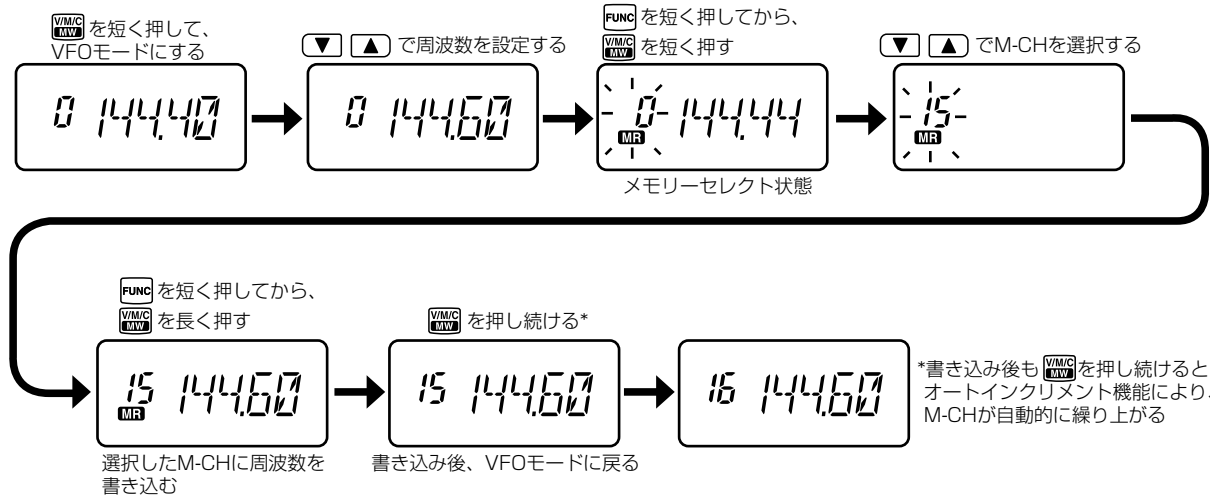 V/M/C MW を短く押して、
VFOモードにする
▼ ▲ で周波数を設定する
FUNC を短く押してから、
V/M/C MW を短く押す
▼ ▲ でM-CHを選択する
0 144.40
0 144.60
0 144.44
MR
15
MR
メモリーセレクト状態
FUNC を短く押してから、
V/M/C MW を長く押す
V/M/C MW を押し続ける*
15 144.60
MR
15 144.60
16 144.60
*書き込み後も V/M/C MW を押し続けると
オートインクリメント機能により、
M-CHが自動的に繰り上がる
選択したM-CHに周波数を
書き込む
書き込み後、VFOモードに戻る